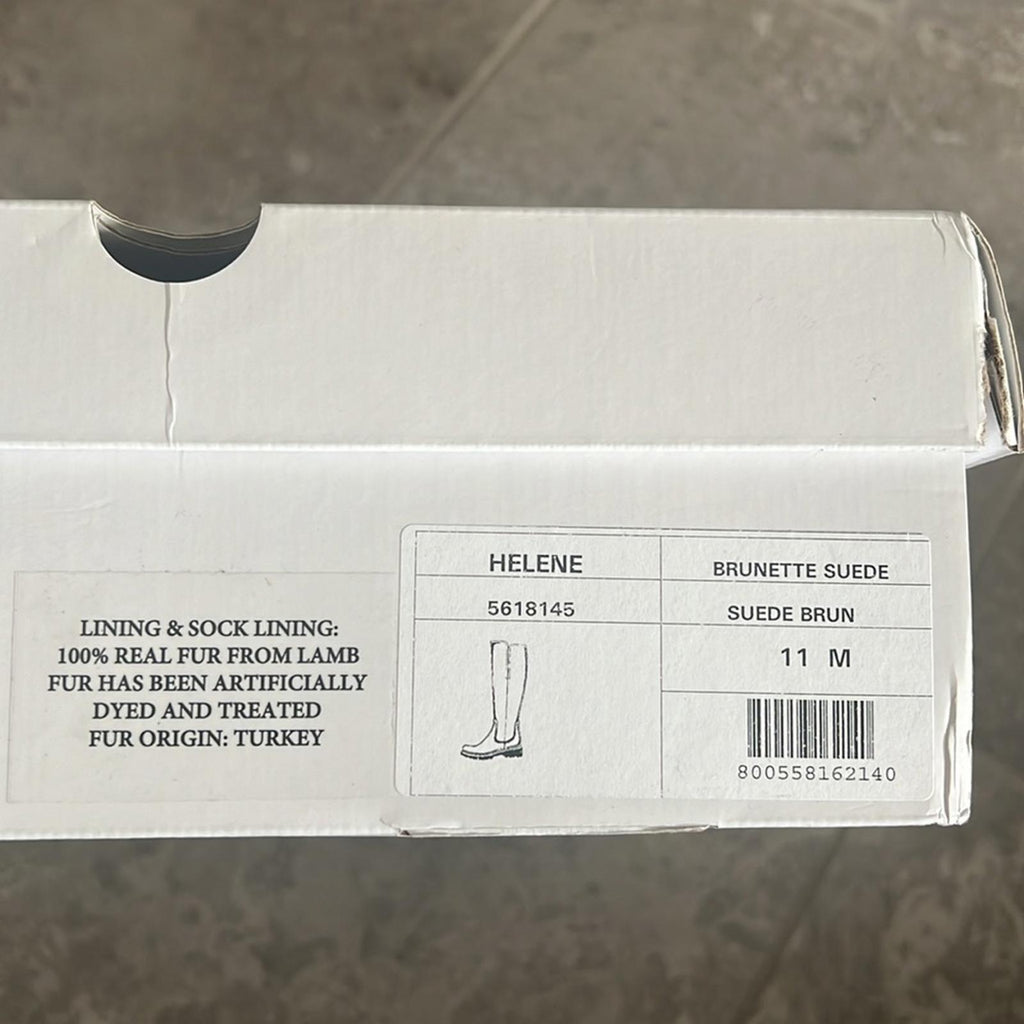 LINING & SOCK LINING:
100% REAL FUR FROM LAMB
FUR HAS BEEN ARTIFICIALLY
DYED AND TREATED
FUR ORIGIN: TURKEY
HELENE
5618145
BRUNETTE SUEDE
SUEDE BRUN
11 M
800558162140